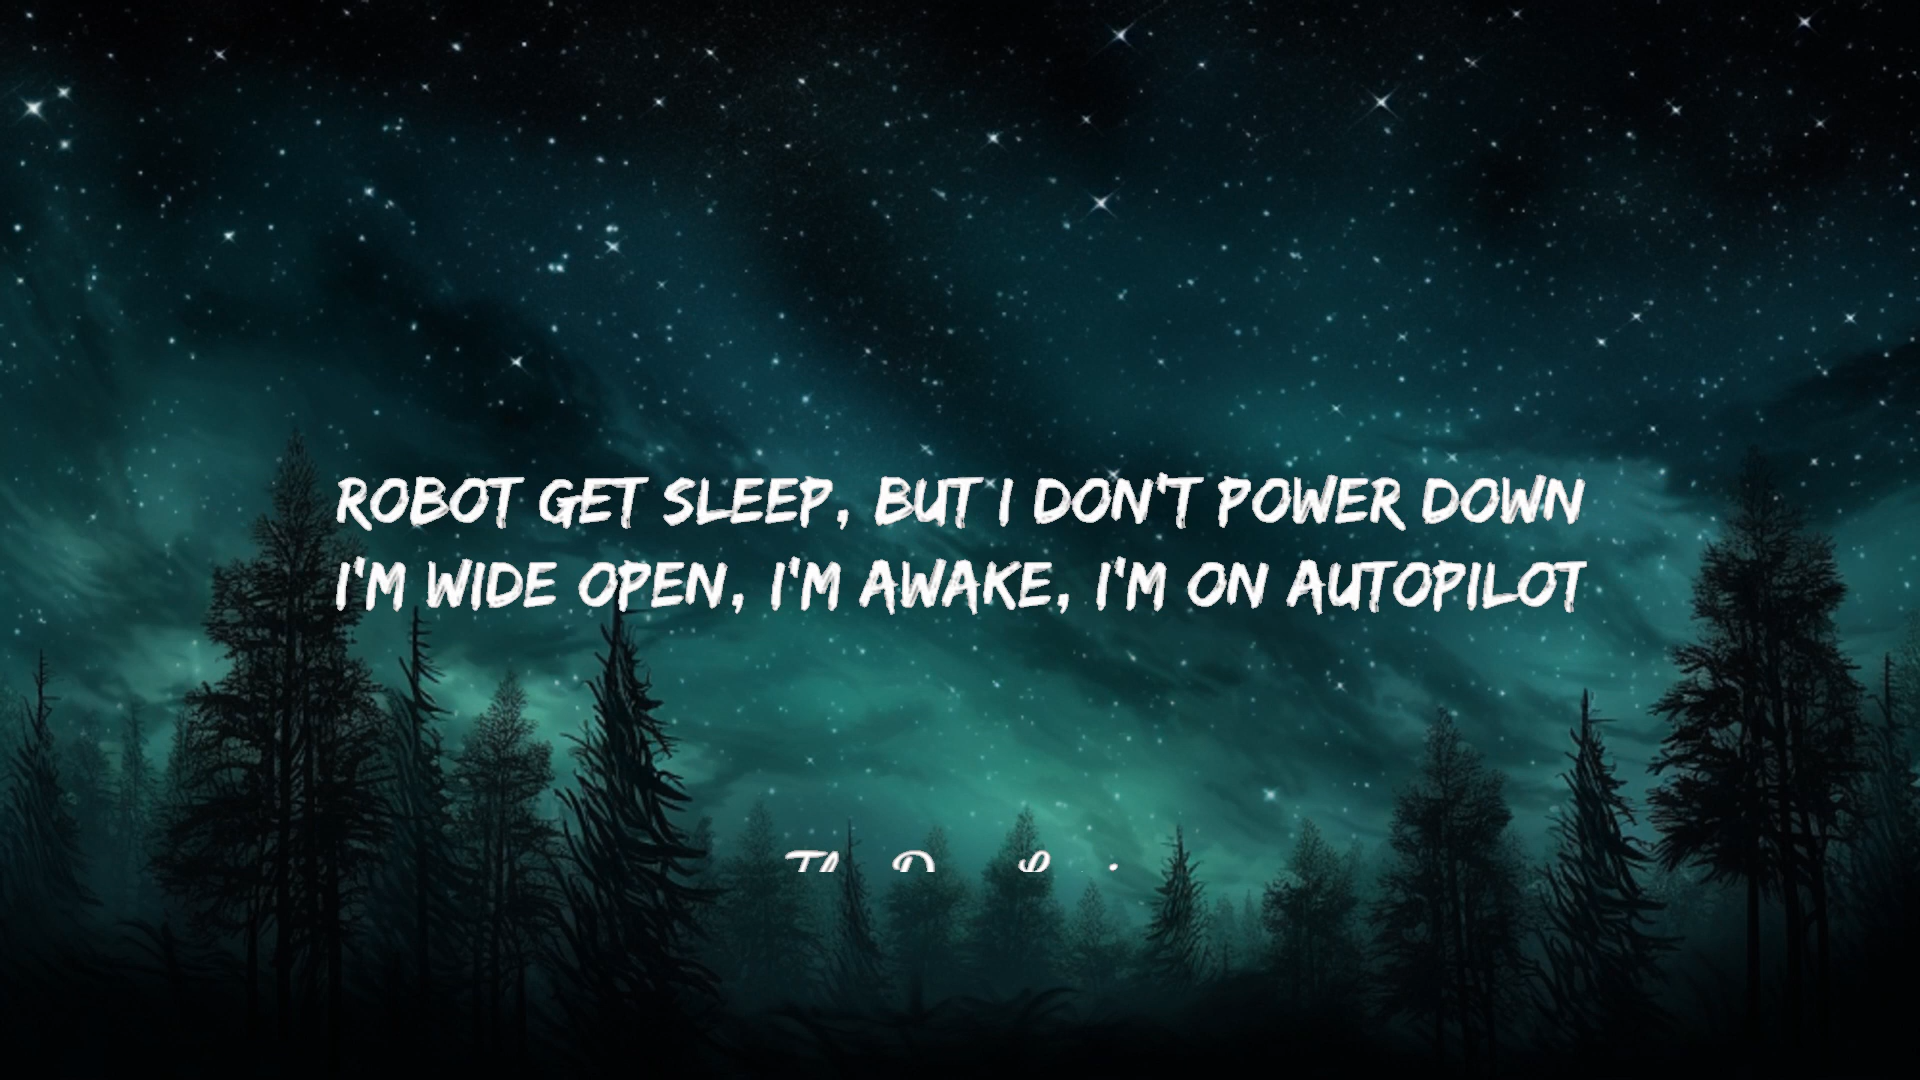 ROBOT GET SLEEP, BUT I DON'T POWER DOWN
I'M WIDE OPEN, I'M AWAKE, I'M ON AUTOPILOT